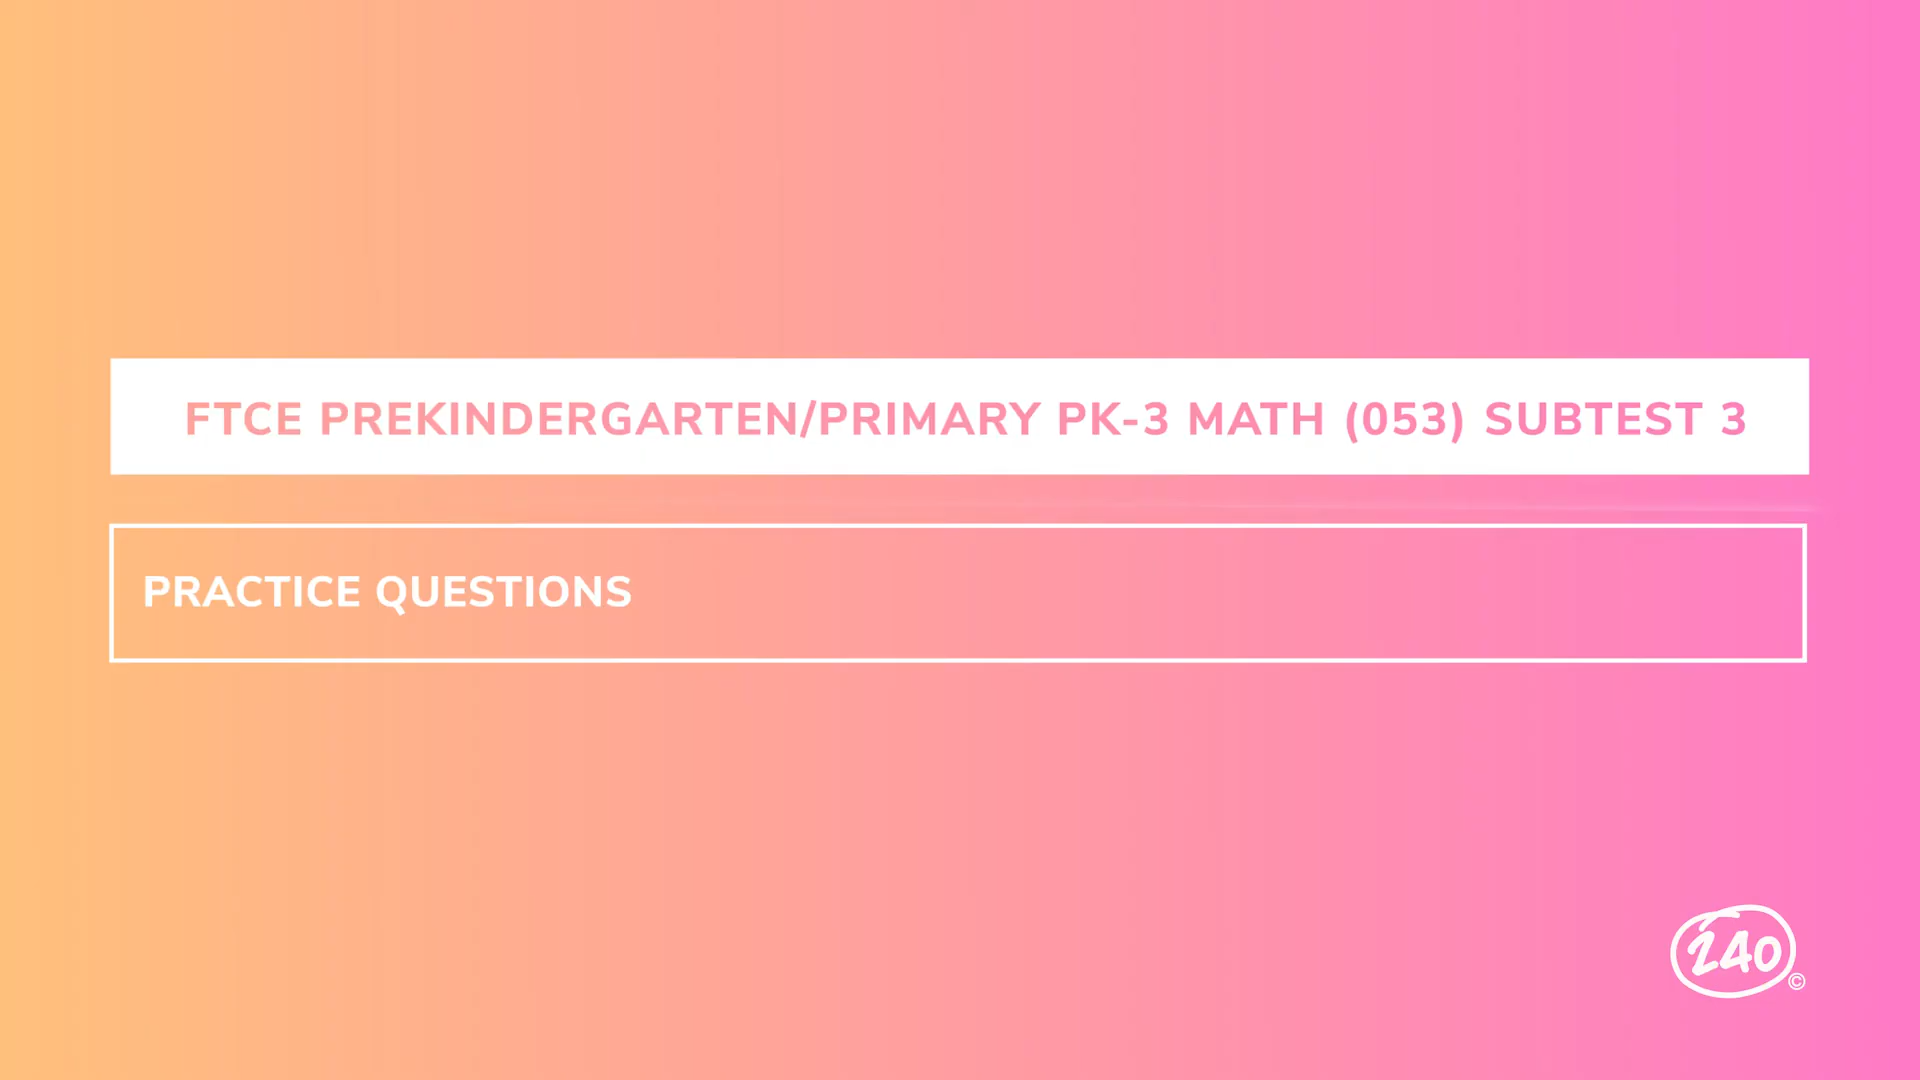 FTCE PREKINDERGARTEN/PRIMARY PK-3 MATH (053) SUBTEST 3
PRACTICE QUESTIONS
240
©